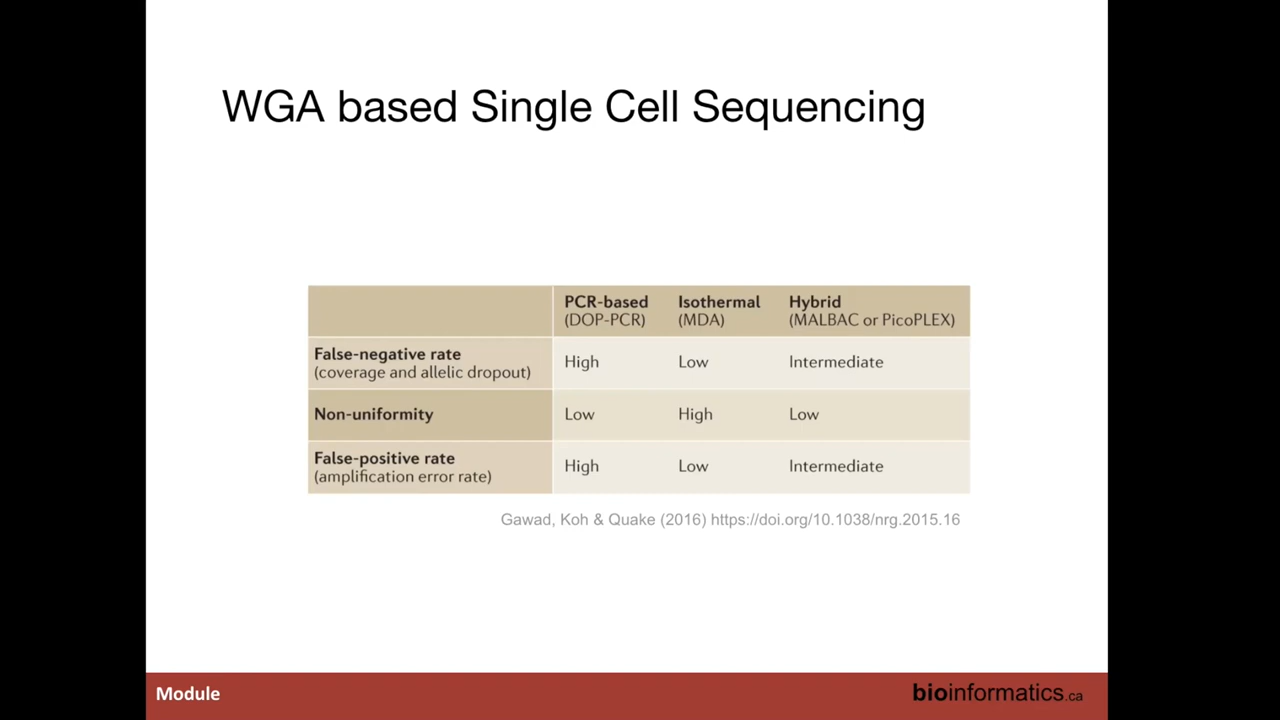 WGA based Single Cell Sequencing
PCR-based Isothermal Hybrid
(DOP-PCR) (MDA) (MALBAC or PicoPLEX)
False-negative rate
(coverage and allelic dropout) High Low Intermediate
Non-uniformity Low High Low
False-positive rate
(amplification error rate) High Low Intermediate
Gawad, Koh & Quake (2016) https://doi.org/10.1038/nrg.2015.16
Module bioinformatics.ca